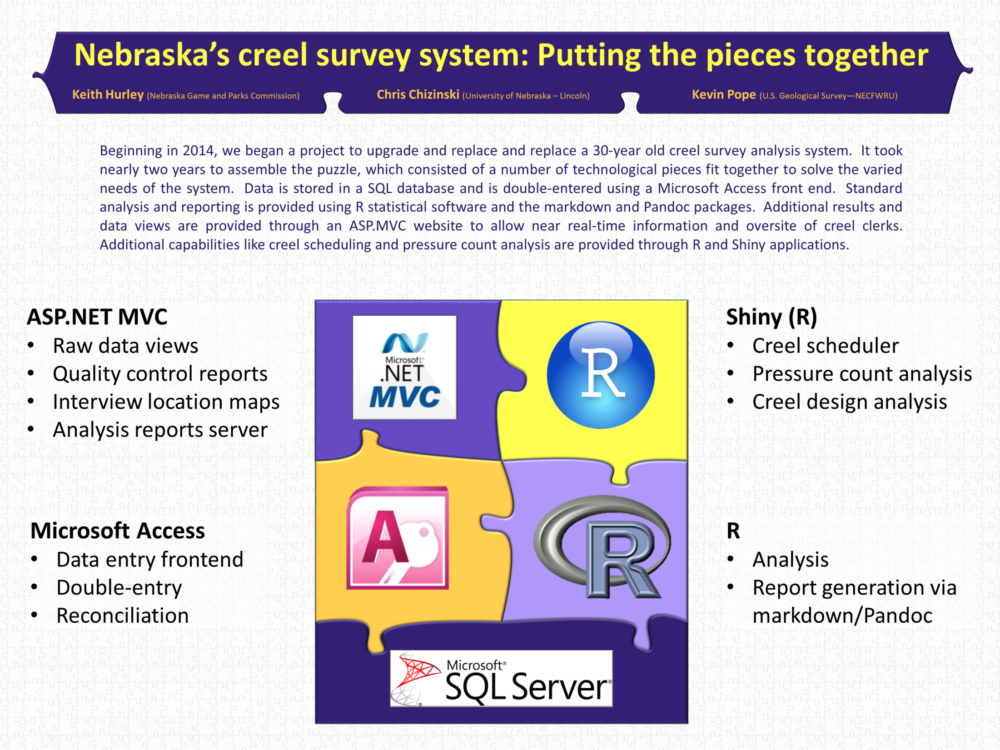 Nebraska’s creel survey system: Putting the pieces together
Keith Hurley (Nebraska Game and Parks Commission)
Chris Chizinski (University of Nebraska – Lincoln)
Kevin Pope (U.S. Geological Survey—NECFWRU)
Beginning in 2014, we began a project to upgrade and replace and replace a 30-year old creel survey analysis system. It took
nearly two years to assemble the puzzle, which consisted of a number of technological pieces fit together to solve the varied
needs of the system. Data is stored in a SQL database and is double-entered using a Microsoft Access front end. Standard
analysis and reporting is provided using R statistical software and the markdown and Pandoc packages. Additional results and
data views are provided through an ASP.MVC website to allow near real-time information and oversite of creel clerks.
Additional capabilities like creel scheduling and pressure count analysis are provided through R and Shiny applications.
ASP.NET MVC
• Raw data views
• Quality control reports
• Interview location maps
• Analysis reports server
Microsoft Access
• Data entry frontend
• Double-entry
• Reconciliation
Microsoft®
.NET
MVC
R
A
R
Microsoft®
SQL Server®
Shiny (R)
• Creel scheduler
• Pressure count analysis
• Creel design analysis
R
• Analysis
• Report generation via
markdown/Pandoc